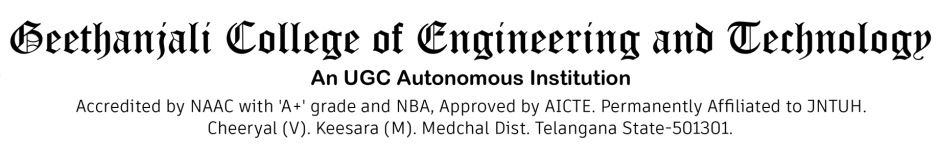 Geethanjali College of Engineering and Technology
An UGC Autonomous Institution
Accredited by NAAC with 'A+' grade and NBA, Approved by AICTE. Permanently Affiliated to JNTUH.
Cheeryal (V). Keesara (M). Medchal Dist. Telangana State-501301.